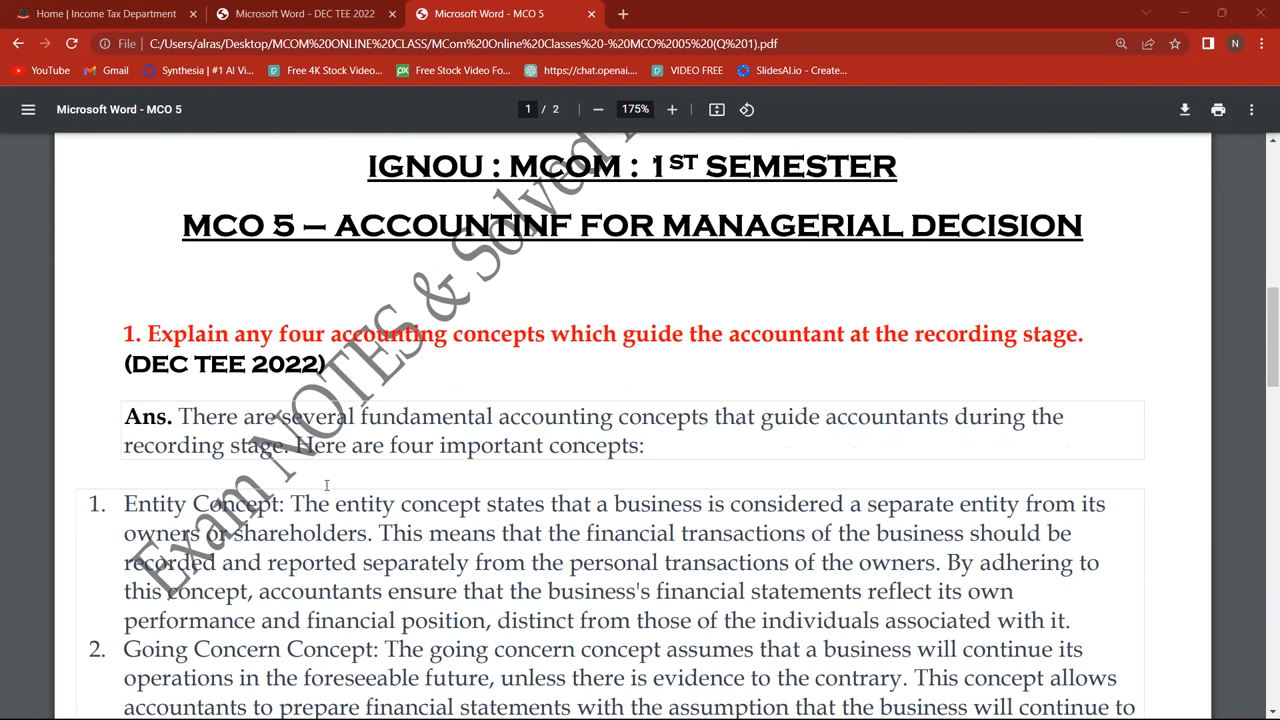 Home | Income Tax Department
Microsoft Word - DEC TEE 2022
Microsoft Word - MCO 5
File
C:/Users/alras/Desktop/MCOM%20ONLINE%20CLASS/MCom%20Online%20Classes%20-%20MCO%2005%20(Q%201).pdf
N
YouTube
Gmail
Synthesia | #1 AI Vi...
Free 4K Stock Video...
Free Stock Video Fo...
https://chat.openai....
VIDEO FREE
SlidesAI.io - Create...
Microsoft Word - MCO 5
1 / 2
175%
IGNOU : MCOM : 1ST SEMESTER
MCO 5 – ACCOUNTINF FOR MANAGERIAL DECISION
1. Explain any four accounting concepts which guide the accountant at the recording stage.
(DEC TEE 2022)
Ans. There are several fundamental accounting concepts that guide accountants during the
recording stage. Here are four important concepts:
1. Entity Concept: The entity concept states that a business is considered a separate entity from its
owners or shareholders. This means that the financial transactions of the business should be
recorded and reported separately from the personal transactions of the owners. By adhering to
this concept, accountants ensure that the business's financial statements reflect its own
performance and financial position, distinct from those of the individuals associated with it.
2. Going Concern Concept: The going concern concept assumes that a business will continue its
operations in the foreseeable future, unless there is evidence to the contrary. This concept allows
accountants to prepare financial statements with the assumption that the business will continue to
Exam NOTES & Solved